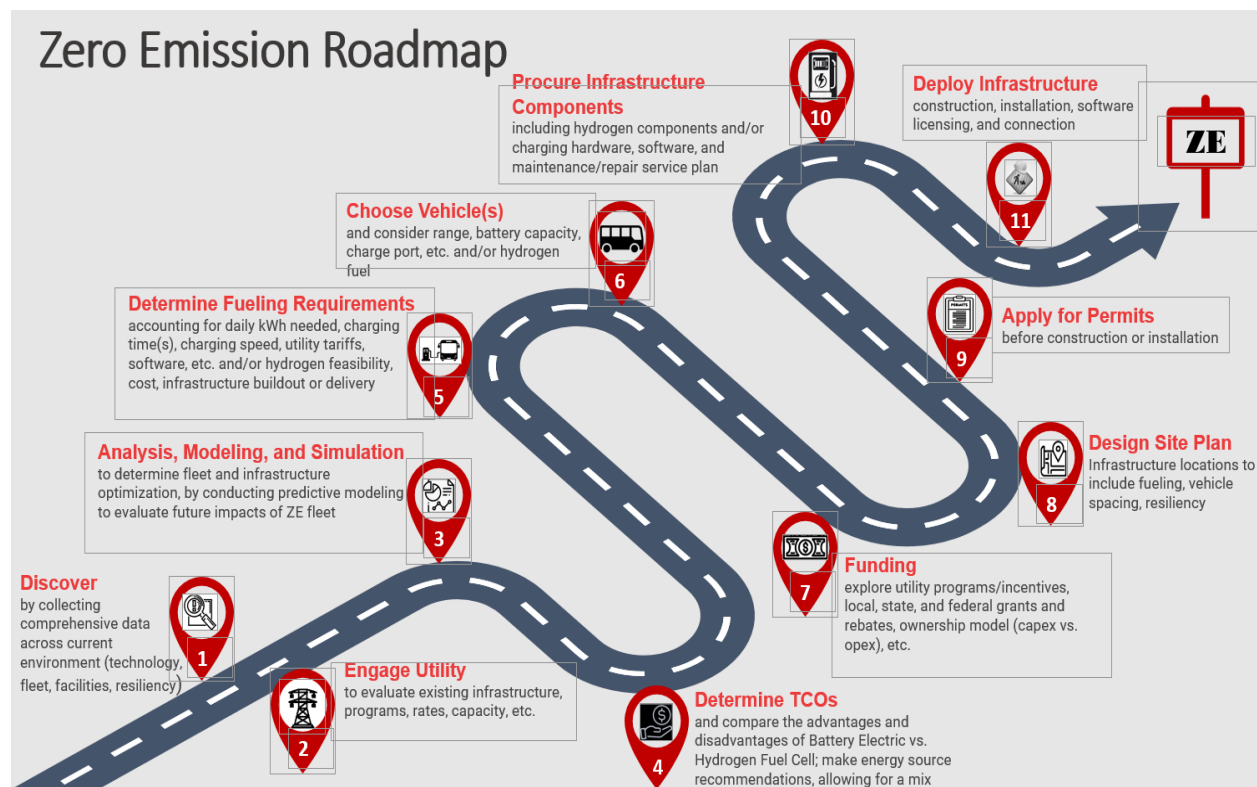 Zero Emission Roadmap
Procure Infrastructure
Components
including hydrogen components and/or
charging hardware, software, and
maintenance/repair service plan
10
Deploy Infrastructure
construction, installation, software
licensing, and connection
ZE
11
Choose Vehicle(s)
and consider range, battery capacity,
charge port, etc. and/or hydrogen
fuel
6
Determine Fueling Requirements
accounting for daily kWh needed, charging
time(s), charging speed, utility tariffs,
software, etc. and/or hydrogen feasibility,
cost, infrastructure buildout or delivery
5
PERMITS
9
Apply for Permits
before construction or installation
Analysis, Modeling, and Simulation
to determine fleet and infrastructure
optimization, by conducting predictive modeling
to evaluate future impacts of ZE fleet
3
8
Design Site Plan
Infrastructure locations to
include fueling, vehicle
spacing, resiliency
Discover
by collecting
comprehensive data
across current
environment (technology,
fleet, facilities, resiliency)
1
7
Funding
explore utility programs/incentives,
local, state, and federal grants and
rebates, ownership model (capex vs.
opex), etc.
2
Engage Utility
to evaluate existing infrastructure,
programs, rates, capacity, etc.
4
Determine TCOs
and compare the advantages and
disadvantages of Battery Electric vs.
Hydrogen Fuel Cell; make energy source
recommendations, allowing for a mix